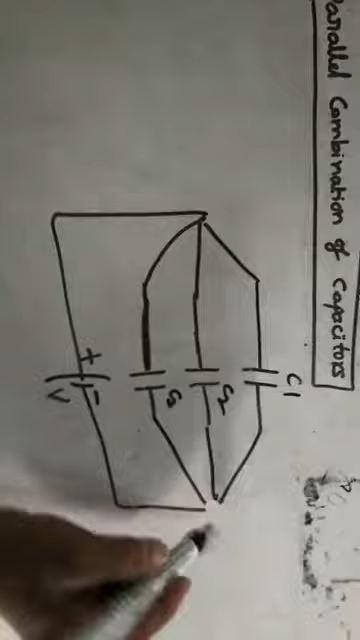 Parallel Combination of Capacitors
C1
C2
C3
+ -
V